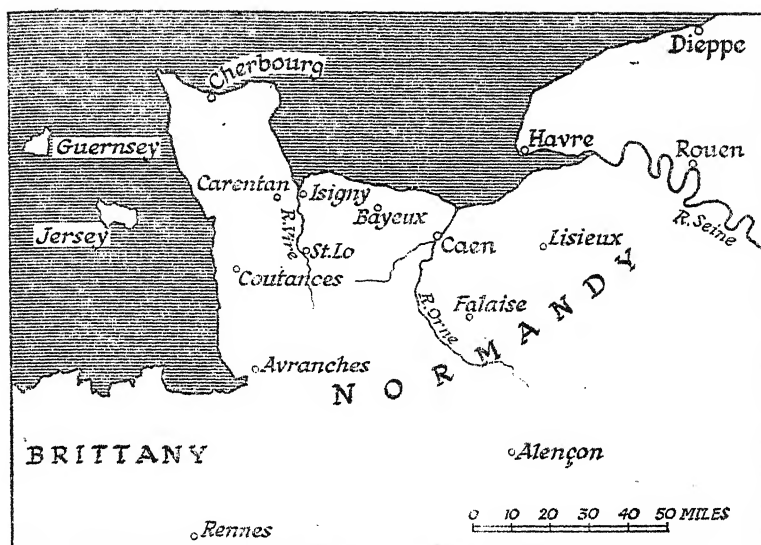 Dieppe
Cherbourg
Havre
Guernsey
Rouen
Carentan
Isigny
Bayeux
R. Vire
R. Seine
Jersey
St. Lo
Caen
Lisieux
Coutances
R. Orne
Falaise
Avranches
NORMANDY
BRITTANY
Alençon
0 10 20 30 40 50 MILES
Rennes